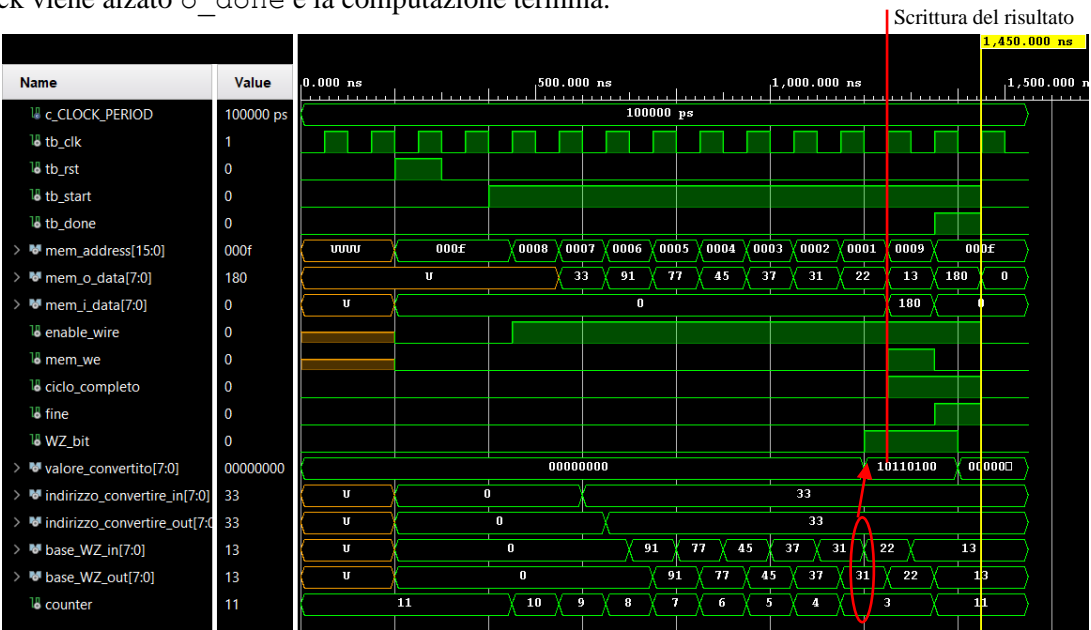 ck viene alzato o_done e la computazione termina.
Scrittura del risultato
1,450.000 ns
Name Value 0.000 ns 500.000 ns 1,000.000 ns 1,500.000 n
c_CLOCK_PERIOD 100000 ps 100000 ps
tb_clk 1
tb_rst 0
tb_start 0
tb_done 0
mem_address[15:0] 000f UUUU 000f 0008 0007 0006 0005 0004 0003 0002 0001 0009 000f
mem_o_data[7:0] 180 U 33 91 77 45 37 31 22 13 180 0
mem_i_data[7:0] 0 U 0 180 0
enable_wire 0
mem_we 0
ciclo_completo 0
fine 0
WZ_bit 0
valore_convertito[7:0] 00000000 00000000 10110100 00000
indirizzo_convertire_in[7:0] 33 U 0 33
indirizzo_convertire_out[7:0 33 U 0 33
base_WZ_in[7:0] 13 U 0 91 77 45 37 31 22 13
base_WZ_out[7:0] 13 U 0 91 77 45 37 31 22 13
counter 11 11 10 9 8 7 6 5 4 3 11